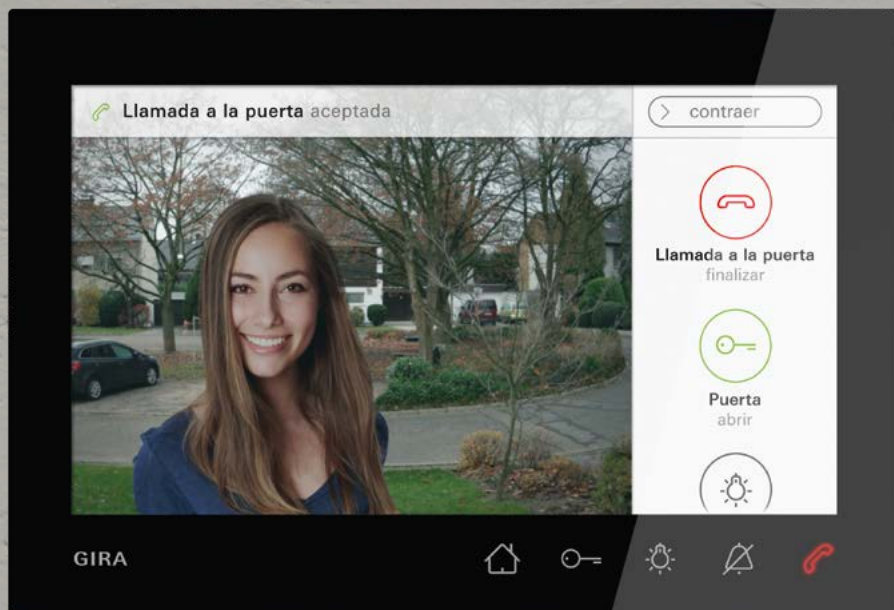 Llamada a la puerta aceptada
contraer
Llamada a la puerta
finalizar
Puerta
abrir
GIRA